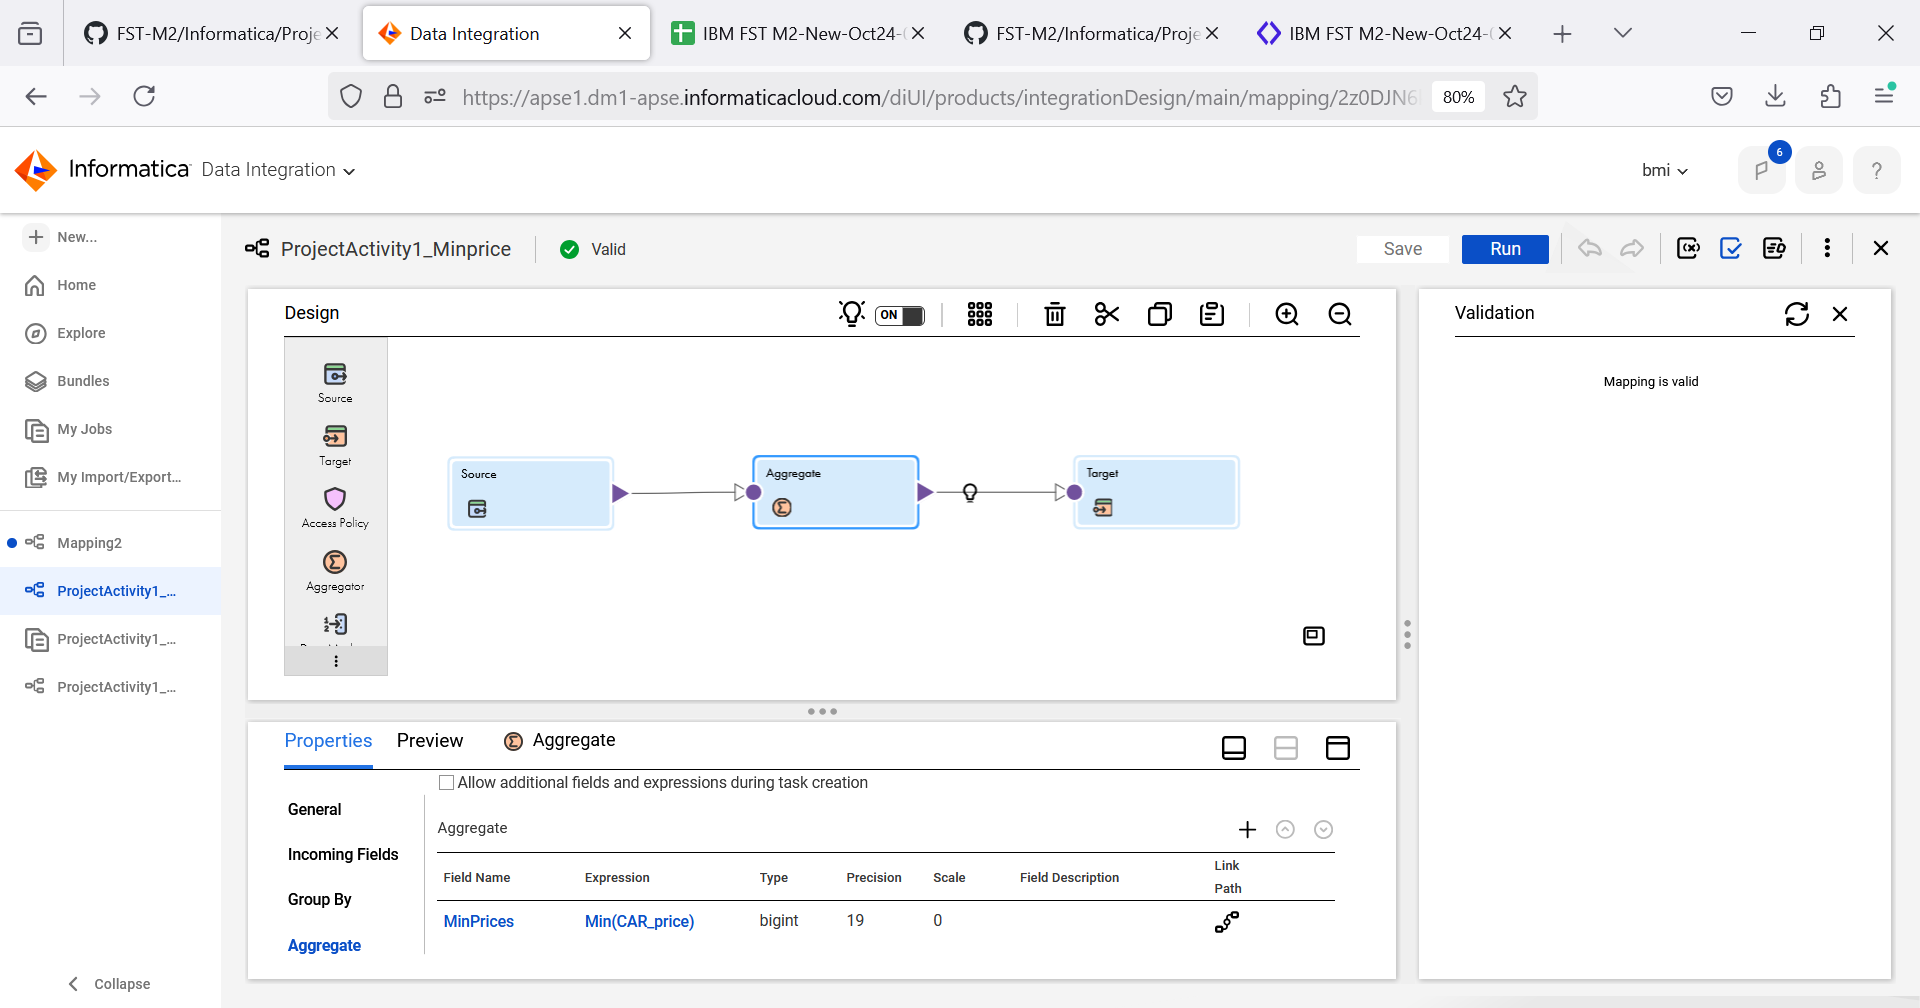 FST-M2/Informatica/Proje
Data Integration
IBM FST M2-New-Oct24-
FST-M2/Informatica/Proje
IBM FST M2-New-Oct24-
https://apse1.dm1-apse.informaticacloud.com/diUI/products/integrationDesign/main/mapping/2z0DJN6
80%
Informatica
Data Integration
bmi
6
?
New...
Home
Explore
Bundles
My Jobs
My Import/Export...
Mapping2
ProjectActivity1_...
ProjectActivity1_...
ProjectActivity1_...
Collapse
ProjectActivity1_Minprice
Valid
Save
Run
Design
ON
Source
Target
Access Policy
Aggregator
Source
Aggregate
Target
Validation
Mapping is valid
Properties
Preview
Aggregate
Allow additional fields and expressions during task creation
General
Incoming Fields
Group By
Aggregate
Aggregate
Field Name Expression Type Precision Scale Field Description Link Path
MinPrices Min(CAR_price) bigint 19 0